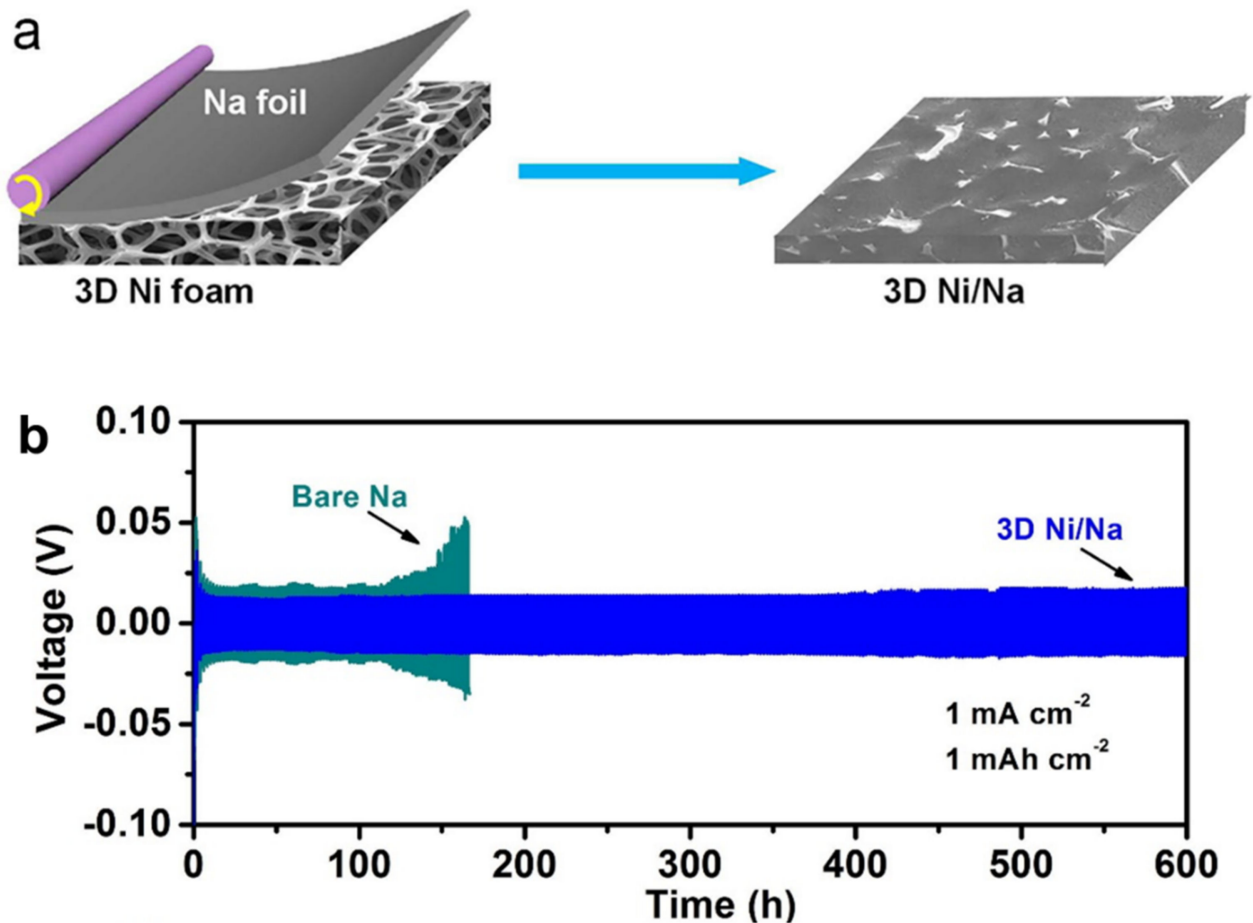 a
Na foil
3D Ni foam
3D Ni/Na
b
Voltage (V)
0.10
0.05
0.00
-0.05
-0.10
Bare Na
3D Ni/Na
1 mA cm⁻²
1 mAh cm⁻²
0 100 200 300 400 500 600
Time (h)